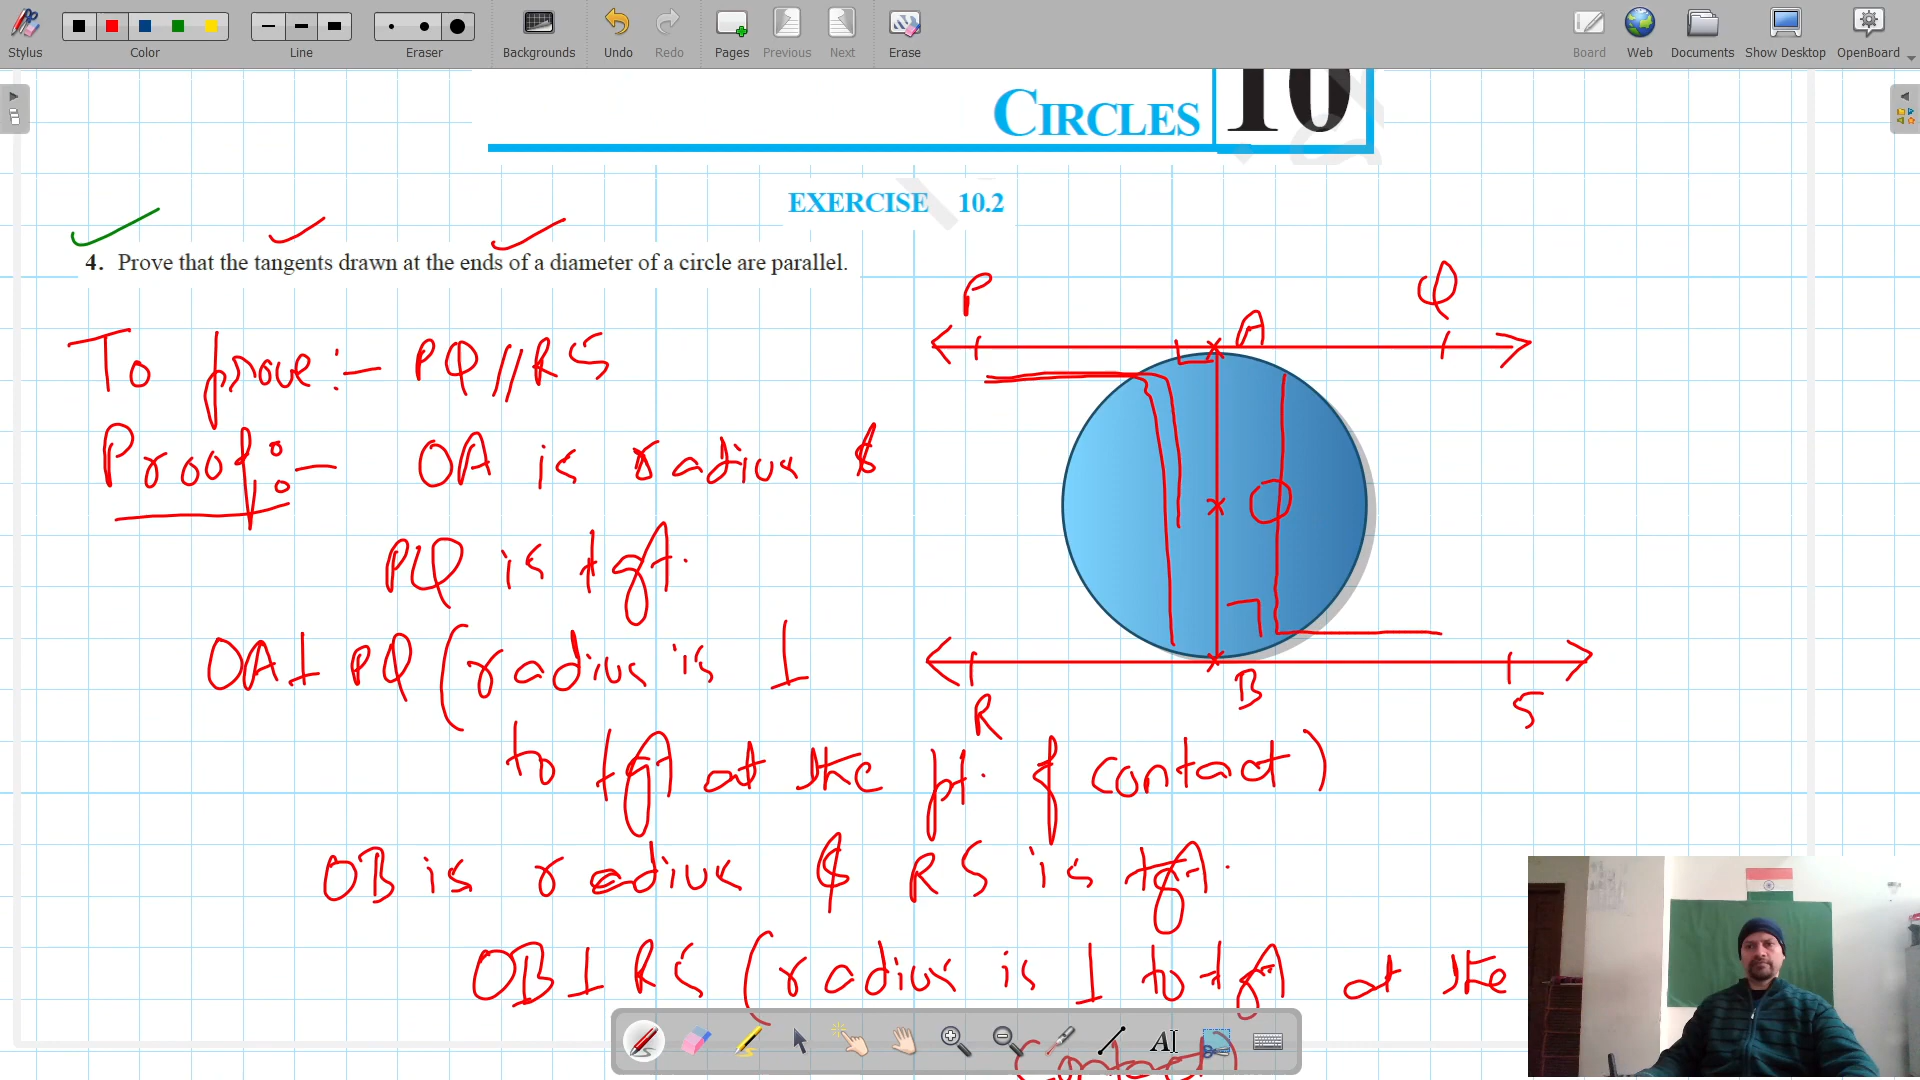 Stylus Color Line Eraser Backgrounds Undo Redo Pages Previous Next Erase Board Web Documents Show Desktop OpenBoard
CIRCLES 10
EXERCISE 10.2
4. Prove that the tangents drawn at the ends of a diameter of a circle are parallel.
P Q
A
To prove :- PQ // RS
Proof :- OA is radius &
O
PQ is tgt.
OA ⊥ PQ (radius is ⊥
B
R S
to tgt at the pt. of contact)
OB is radius & RS is tgt.
OB ⊥ RS (radius is ⊥ to tgt at the
contact)